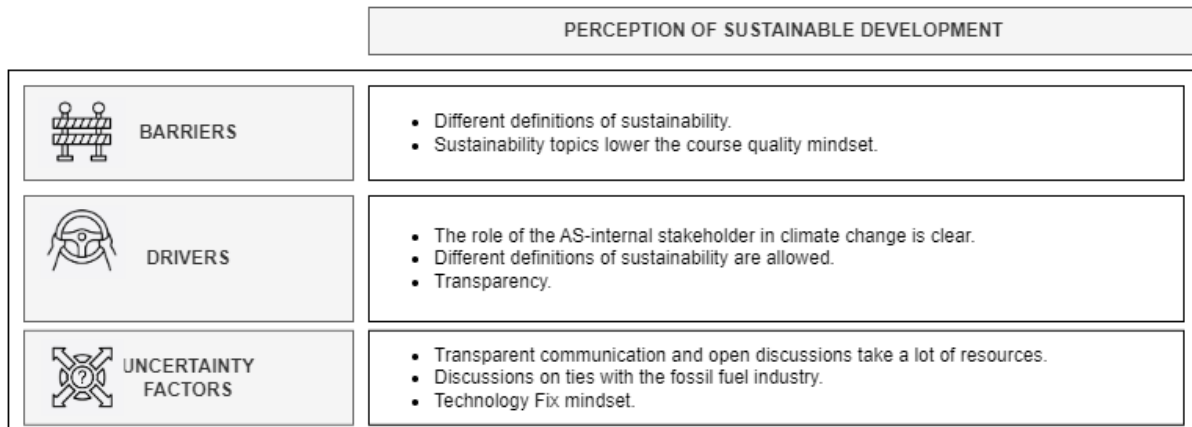 PERCEPTION OF SUSTAINABLE DEVELOPMENT
BARRIERS
• Different definitions of sustainability.
• Sustainability topics lower the course quality mindset.
DRIVERS
• The role of the AS-internal stakeholder in climate change is clear.
• Different definitions of sustainability are allowed.
• Transparency.
?
UNCERTAINTY
FACTORS
• Transparent communication and open discussions take a lot of resources.
• Discussions on ties with the fossil fuel industry.
• Technology Fix mindset.